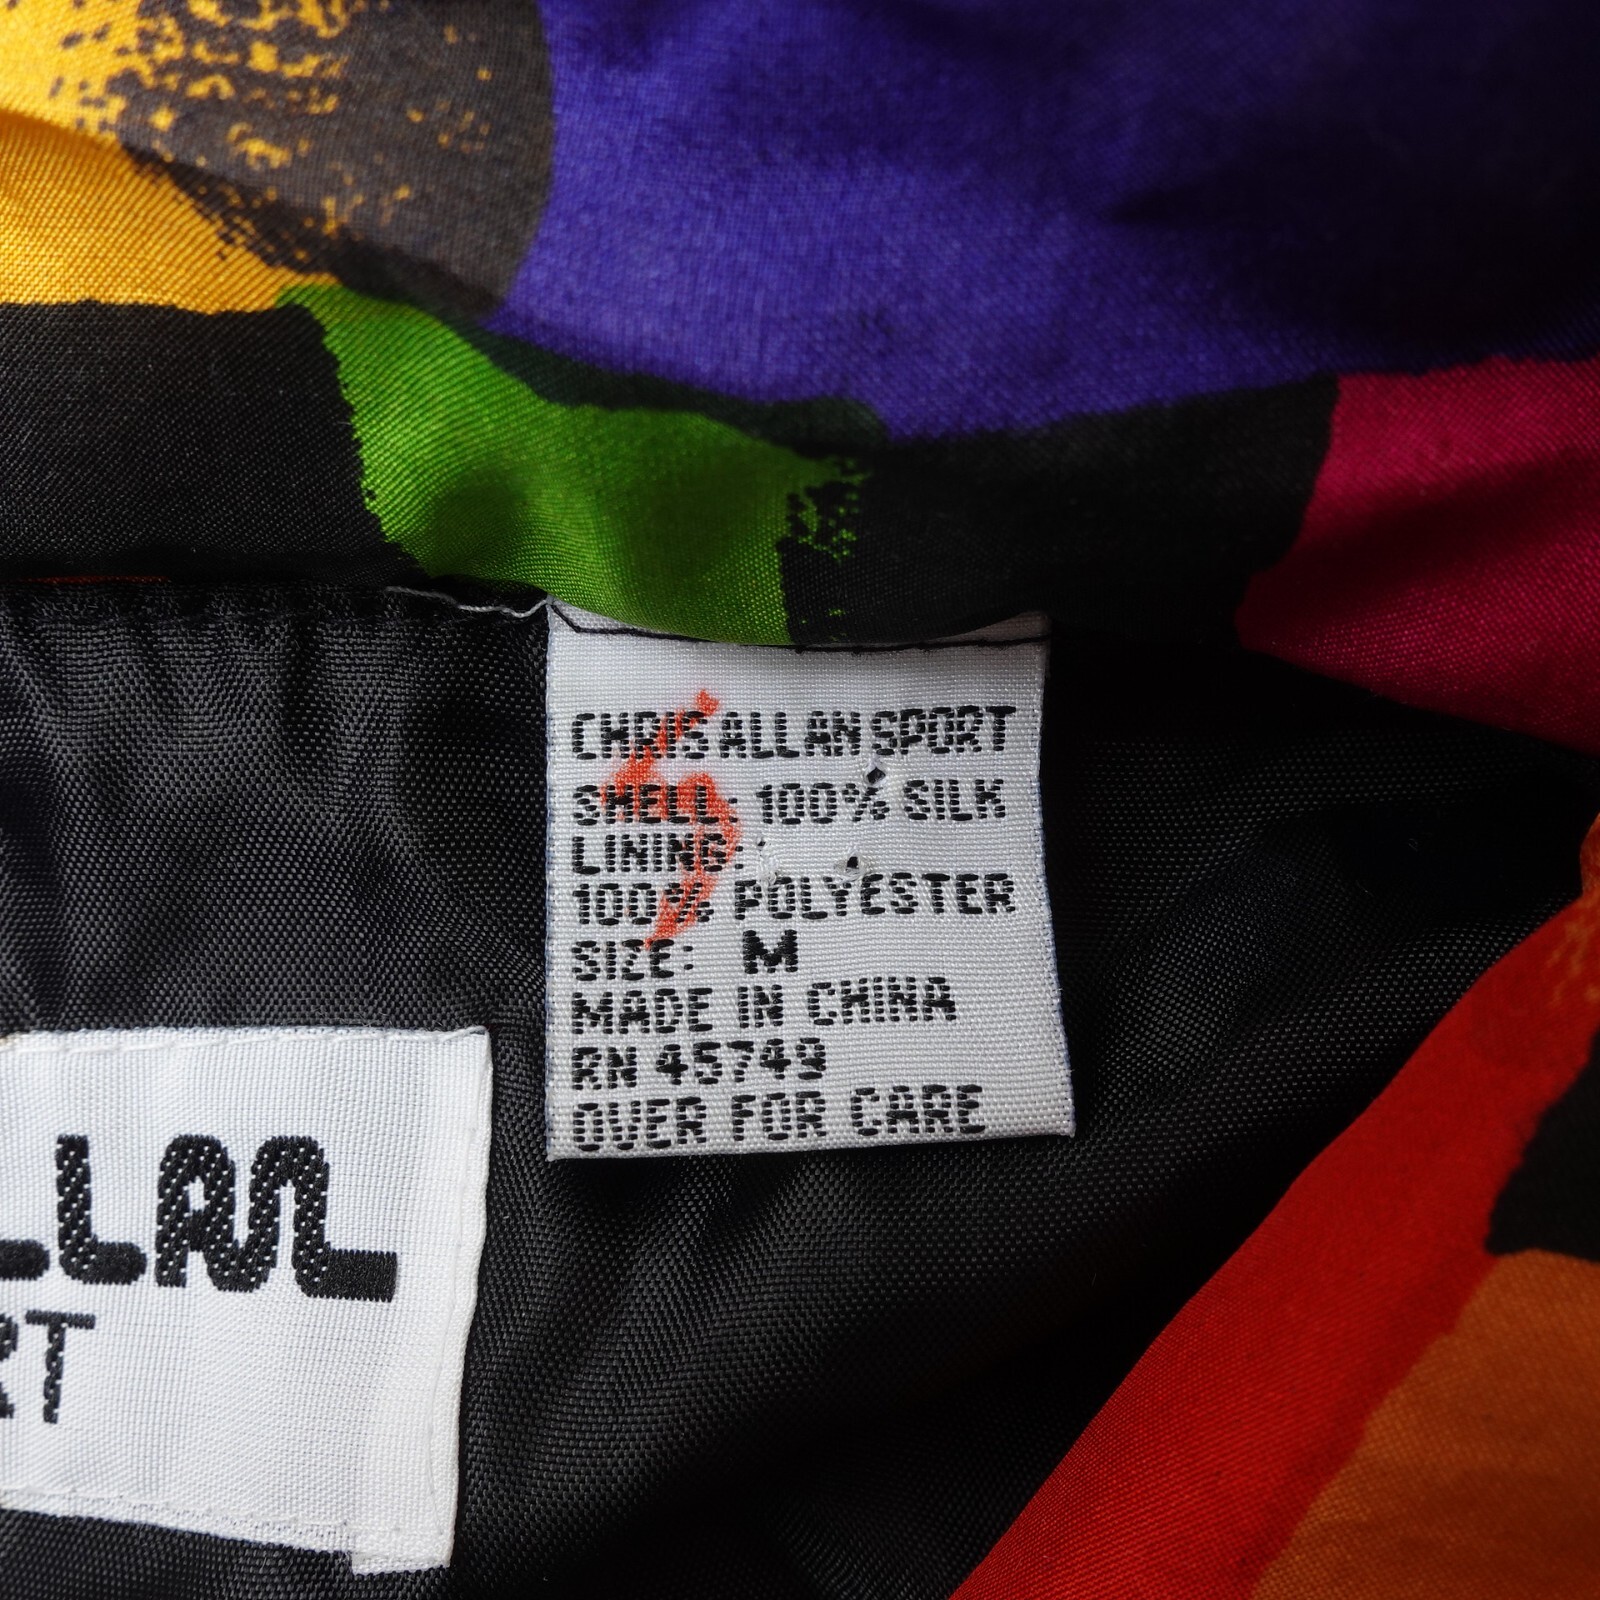 CHRIS ALLAN SPORT
SHELL: 100% SILK
LINING:
100% POLYESTER
SIZE: M
MADE IN CHINA
RN 45749
OVER FOR CARE
LLAN
RT
5